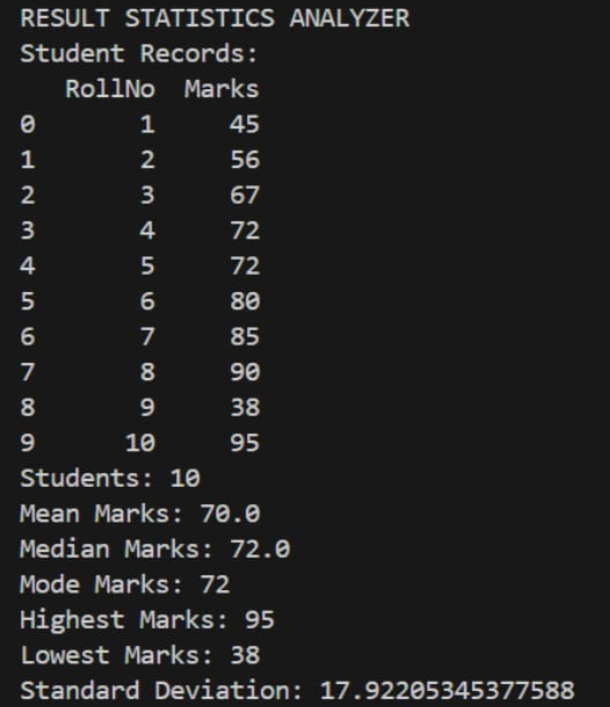 RESULT STATISTICS ANALYZER
Student Records:
   RollNo  Marks
0       1     45
1       2     56
2       3     67
3       4     72
4       5     72
5       6     80
6       7     85
7       8     90
8       9     38
9      10     95
Students: 10
Mean Marks: 70.0
Median Marks: 72.0
Mode Marks: 72
Highest Marks: 95
Lowest Marks: 38
Standard Deviation: 17.92205345377588